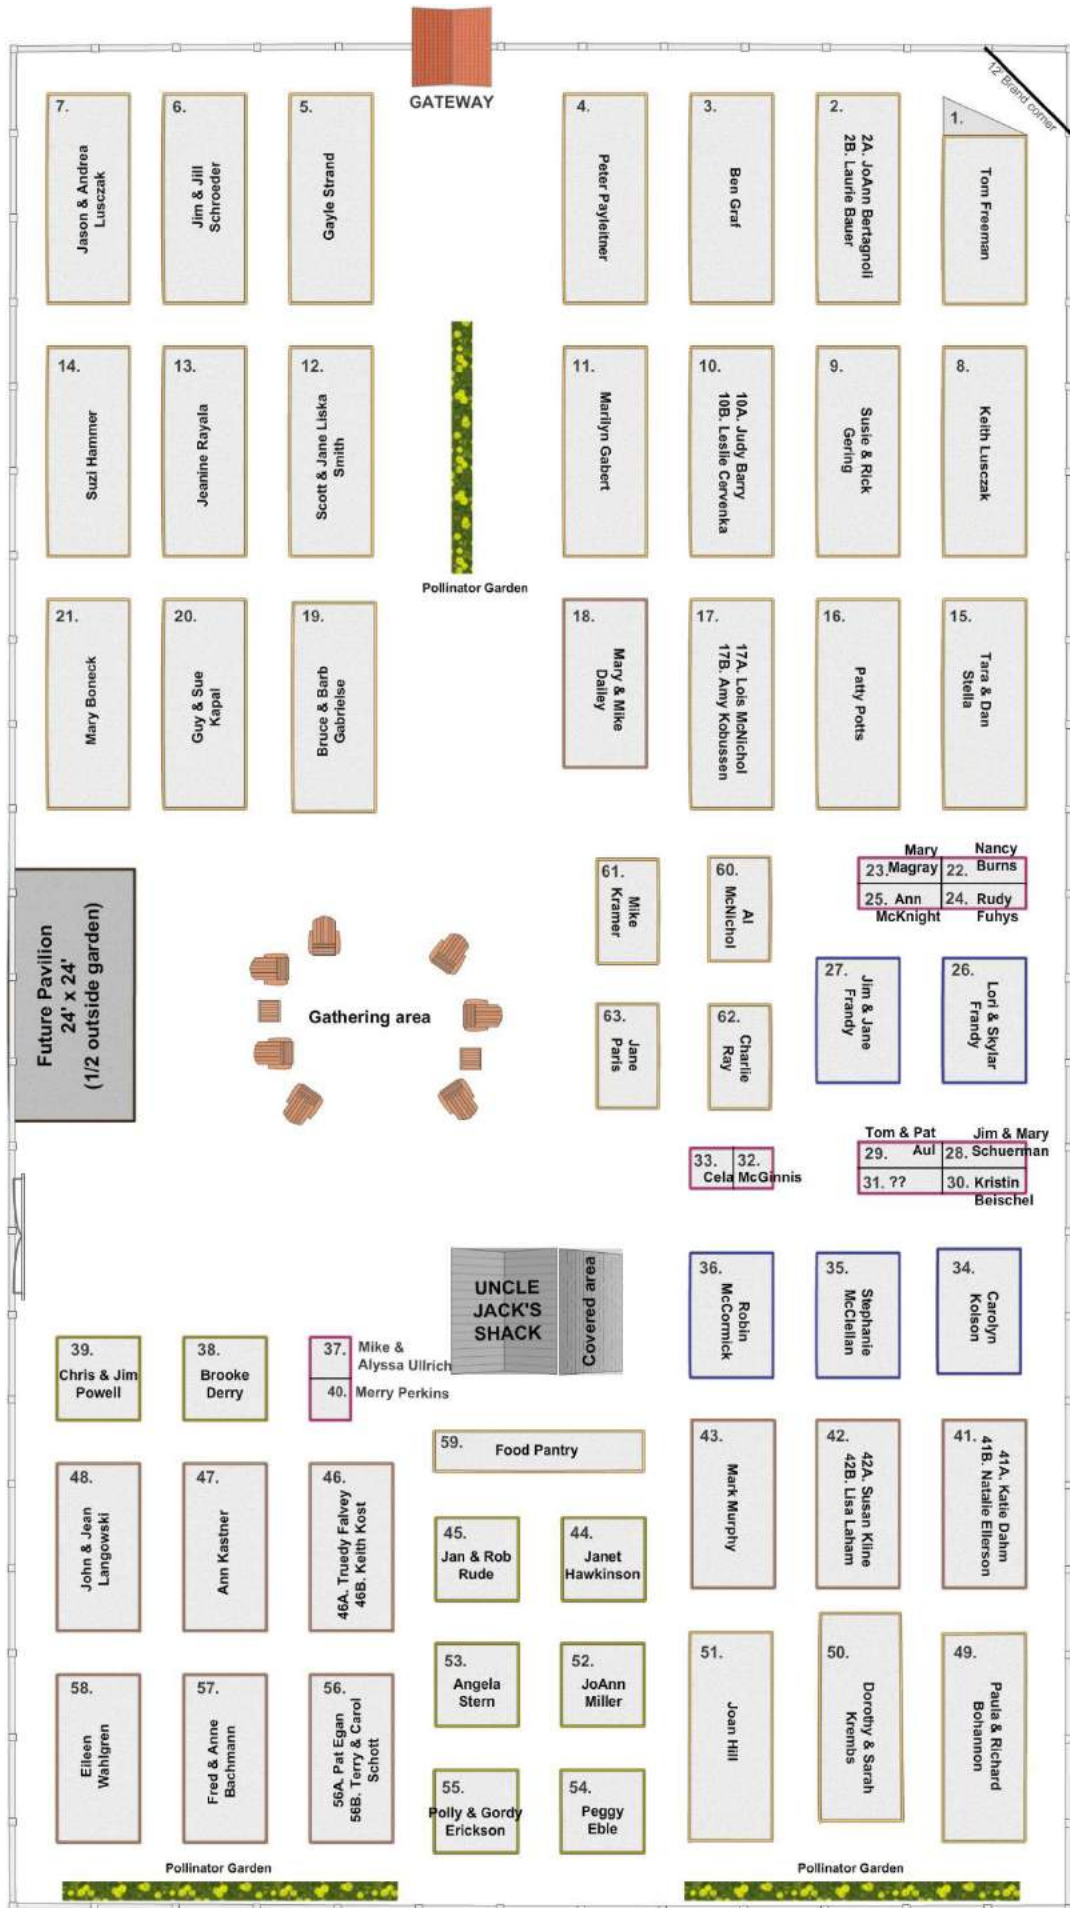 GATEWAY
12' Brand corner
7.
Jason & Andrea
Lusczak
6.
Jim & Jill
Schroeder
5.
Gayle Strand
4.
Peter Payleitner
3.
Ben Graf
2.
2A. JoAnn Bertagnoli
2B. Laurie Bauer
1.
Tom Freeman
14.
Suzi Hammer
13.
Jeanine Rayala
12.
Scott & Jane Liska
Smith
11.
Marilyn Gabert
10.
10A. Judy Barry
10B. Leslie Cervenka
9.
Susie & Rick
Gering
8.
Keith Lusczak
Pollinator Garden
21.
Mary Boneck
20.
Guy & Sue
Kapal
19.
Bruce & Barb
Gabrielse
18.
Mary & Mike
Dailey
17.
17A. Lois McNichol
17B. Amy Kobussen
16.
Patty Potts
15.
Tara & Dan
Stella
Future Pavilion
24' x 24'
(1/2 outside garden)
Gathering area
61.
Mike
Kramer
60.
Al
McNichol
Mary
23. Magray
Nancy
22. Burns
25. Ann
McKnight
24. Rudy
Fuhys
63.
Jane
Paris
62.
Charlie
Ray
27.
Jim & Jane
Frandy
26.
Lori & Skylar
Frandy
33. 32.
Cela McGinnis
Tom & Pat
29. Aul
Jim & Mary
28. Schuerman
31. ??
30. Kristin
Beischel
UNCLE
JACK'S
SHACK
Covered area
36.
Robin
McCormick
35.
Stephanie
McClellan
34.
Carolyn
Kolson
39.
Chris & Jim
Powell
38.
Brooke
Derry
37. Mike &
Alyssa Ullrich
40. Merry Perkins
59. Food Pantry
43.
Mark Murphy
42.
42A. Susan Kline
42B. Lisa Laham
41.
41A. Katie Dahm
41B. Natalie Ellerson
48.
John & Jean
Langowski
47.
Ann Kastner
46.
46A. Truedy Falvey
46B. Keith Kost
45.
Jan & Rob
Rude
44.
Janet
Hawkinson
53.
Angela
Stern
52.
JoAnn
Miller
51.
Joan Hill
50.
Dorothy & Sarah
Krembs
49.
Paula & Richard
Bohannon
58.
Eileen
Wahlgren
57.
Fred & Anne
Bachmann
56.
56A. Pat Egan
56B. Terry & Carol
Schott
55.
Polly & Gordy
Erickson
54.
Peggy
Eble
Pollinator Garden
Pollinator Garden